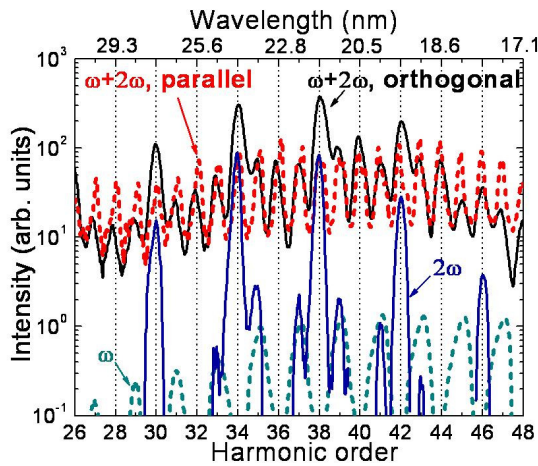 Wavelength (nm)
29.3 25.6 22.8 20.5 18.6 17.1
10³
ω+2ω, parallel
ω+2ω, orthogonal
10²
10¹
2ω
10⁰
ω
10⁻¹
Intensity (arb. units)
26 28 30 32 34 36 38 40 42 44 46 48
Harmonic order